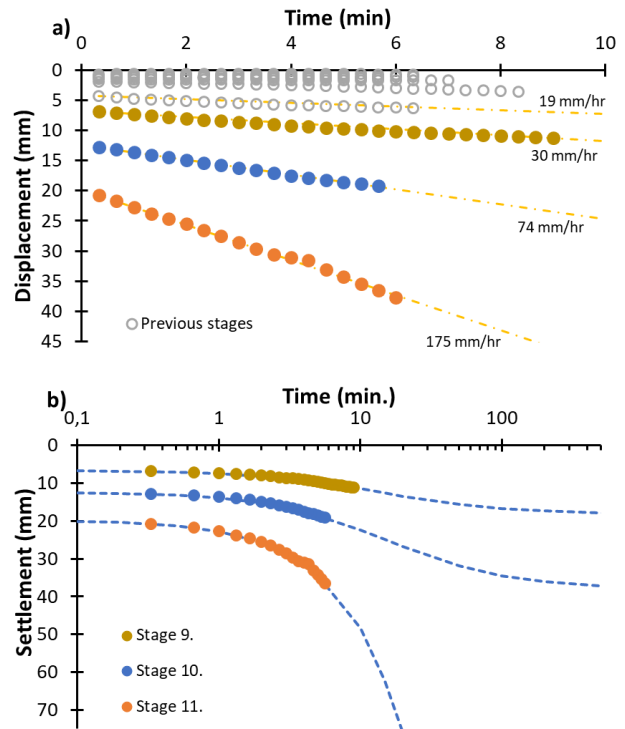 Time (min)
a)
0 2 4 6 8 10
0
5
10
15
20
25
30
35
40
45
Displacement (mm)
19 mm/hr
30 mm/hr
74 mm/hr
175 mm/hr
Previous stages
b)
Time (min.)
0,1 1 10 100
0
10
20
30
40
50
60
70
Settlement (mm)
Stage 9.
Stage 10.
Stage 11.